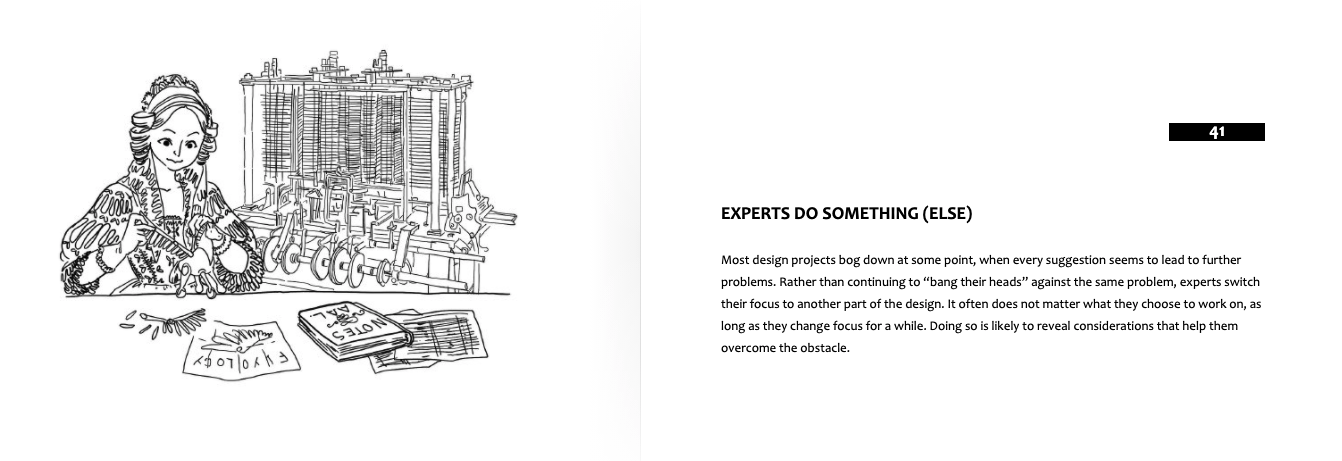 NOTES
AAL
FLYOLOGY
41
EXPERTS DO SOMETHING (ELSE)
Most design projects bog down at some point, when every suggestion seems to lead to further
problems. Rather than continuing to “bang their heads” against the same problem, experts switch
their focus to another part of the design. It often does not matter what they choose to work on, as
long as they change focus for a while. Doing so is likely to reveal considerations that help them
overcome the obstacle.